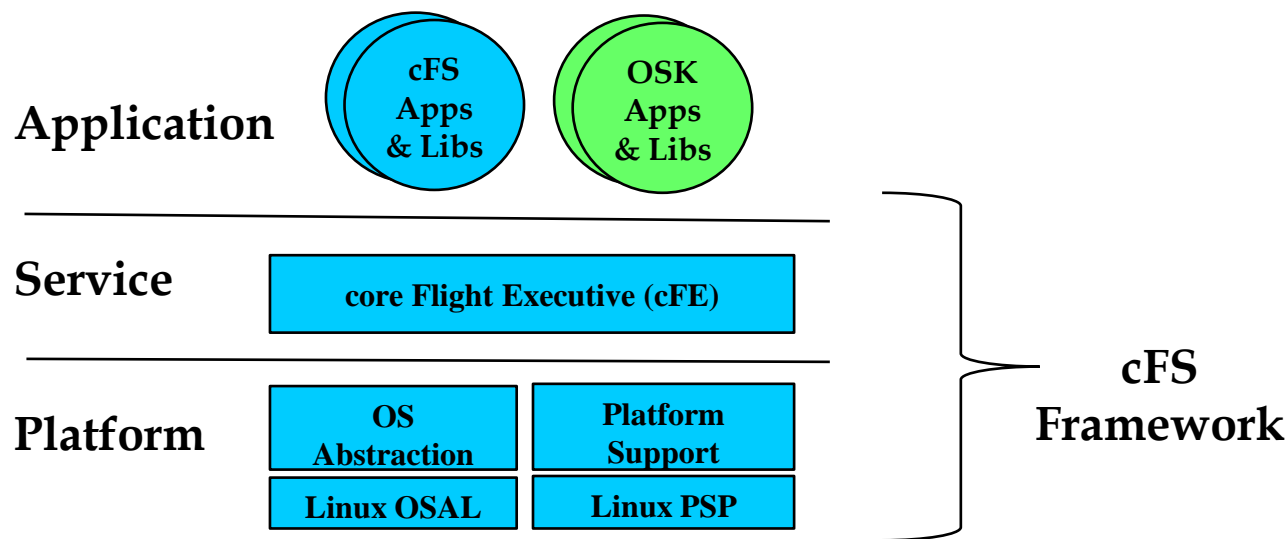 Application
cFS
Apps
& Libs
OSK
Apps
& Libs
Service
core Flight Executive (cFE)
Platform
OS
Abstraction
Platform
Support
Linux OSAL
Linux PSP
cFS
Framework